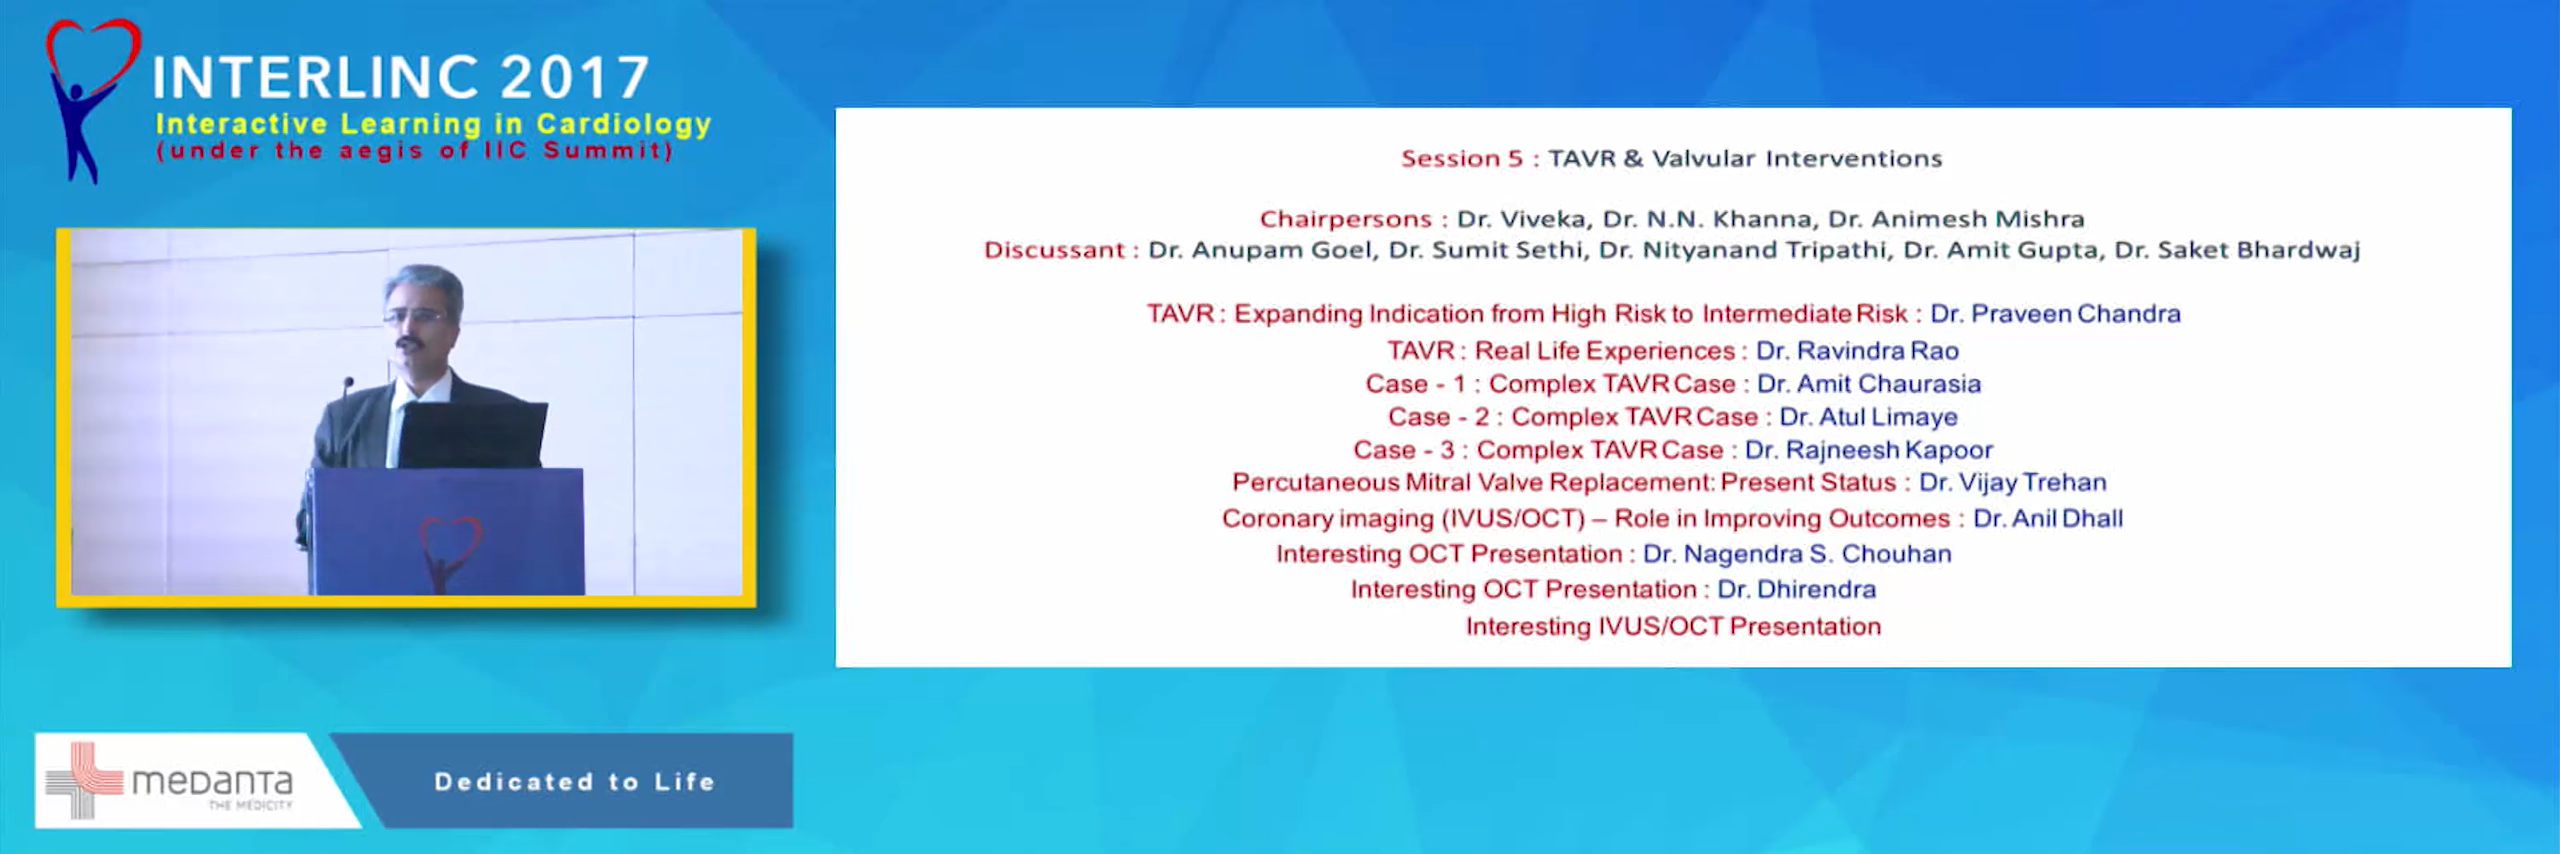 INTERLINC 2017
Interactive Learning in Cardiology
(under the aegis of IIC Summit)
Session 5 : TAVR & Valvular Interventions
Chairpersons : Dr. Viveka, Dr. N.N. Khanna, Dr. Animesh Mishra
Discussant : Dr. Anupam Goel, Dr. Sumit Sethi, Dr. Nityanand Tripathi, Dr. Amit Gupta, Dr. Saket Bhardwaj
TAVR : Expanding Indication from High Risk to Intermediate Risk : Dr. Praveen Chandra
TAVR : Real Life Experiences : Dr. Ravindra Rao
Case - 1 : Complex TAVR Case : Dr. Amit Chaurasia
Case - 2 : Complex TAVR Case : Dr. Atul Limaye
Case - 3 : Complex TAVR Case : Dr. Rajneesh Kapoor
Percutaneous Mitral Valve Replacement: Present Status : Dr. Vijay Trehan
Coronary imaging (IVUS/OCT) – Role in Improving Outcomes : Dr. Anil Dhall
Interesting OCT Presentation : Dr. Nagendra S. Chouhan
Interesting OCT Presentation : Dr. Dhirendra
Interesting IVUS/OCT Presentation
medanta
THE MEDICITY
Dedicated to Life